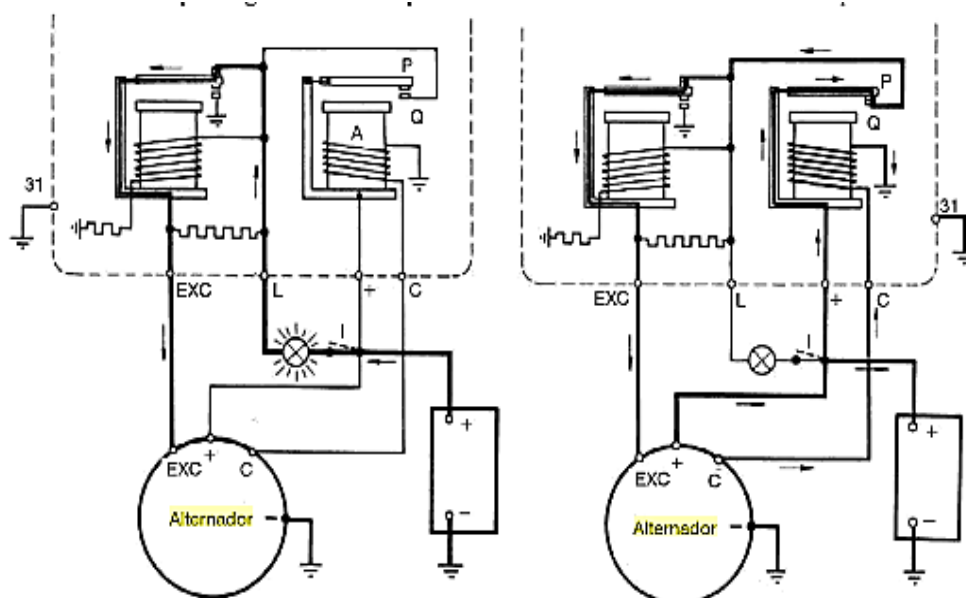 P
Q
A
31
EXC
L
+
C
I
EXC
+
C
Alternador
+
−
P
Q
31
EXC
L
+
C
I
EXC
+
C
Alternador
+
−